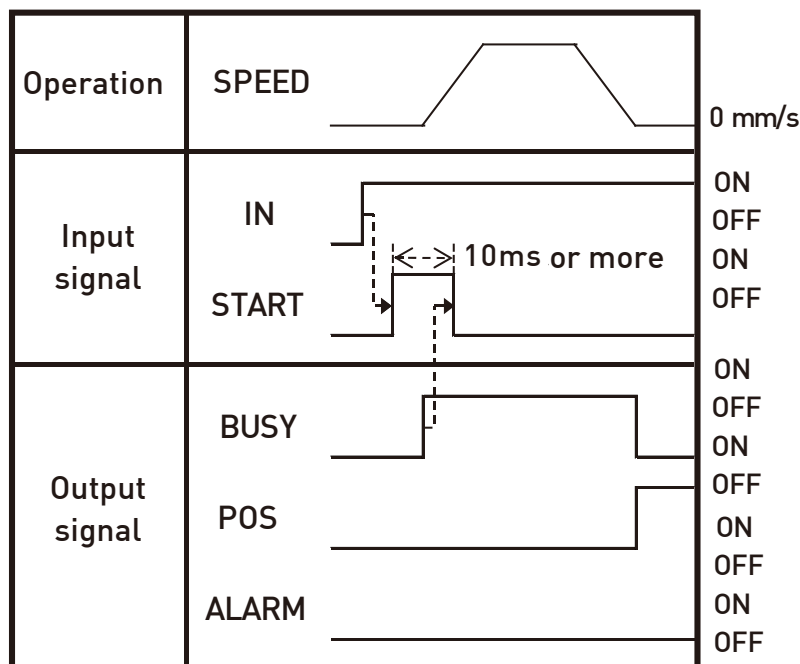 Operation
SPEED
0 mm/s
Input
signal
IN
ON
OFF
10ms or more
START
ON
OFF
Output
signal
BUSY
ON
OFF
POS
ON
OFF
ALARM
ON
OFF
ON
OFF